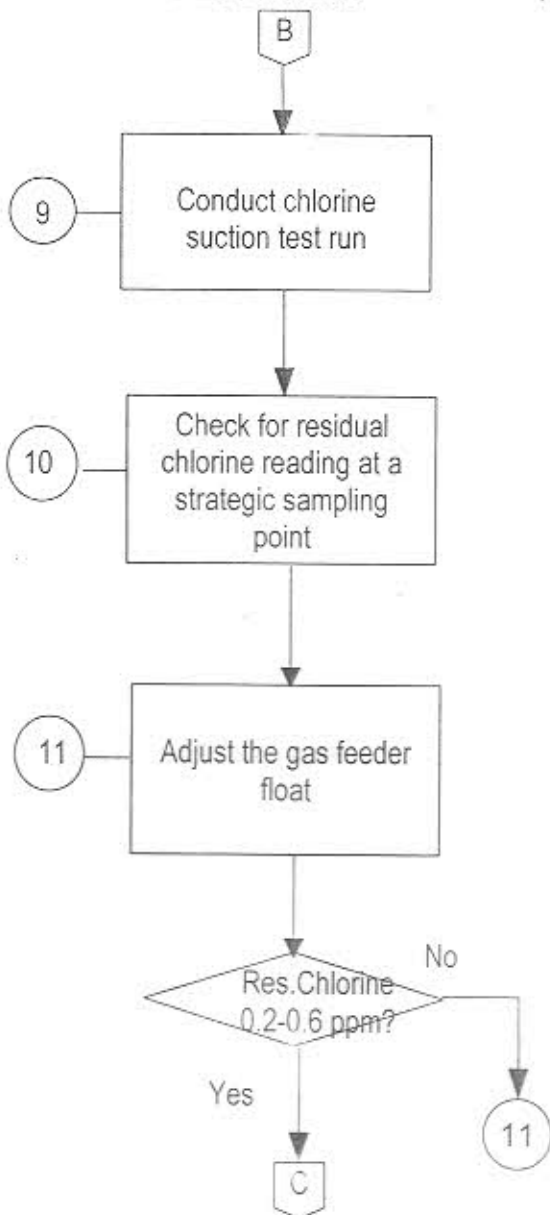 B
9
Conduct chlorine
suction test run
10
Check for residual
chlorine reading at a
strategic sampling
point
11
Adjust the gas feeder
float
Res.Chlorine
0.2-0.6 ppm?
No
Yes
11
C